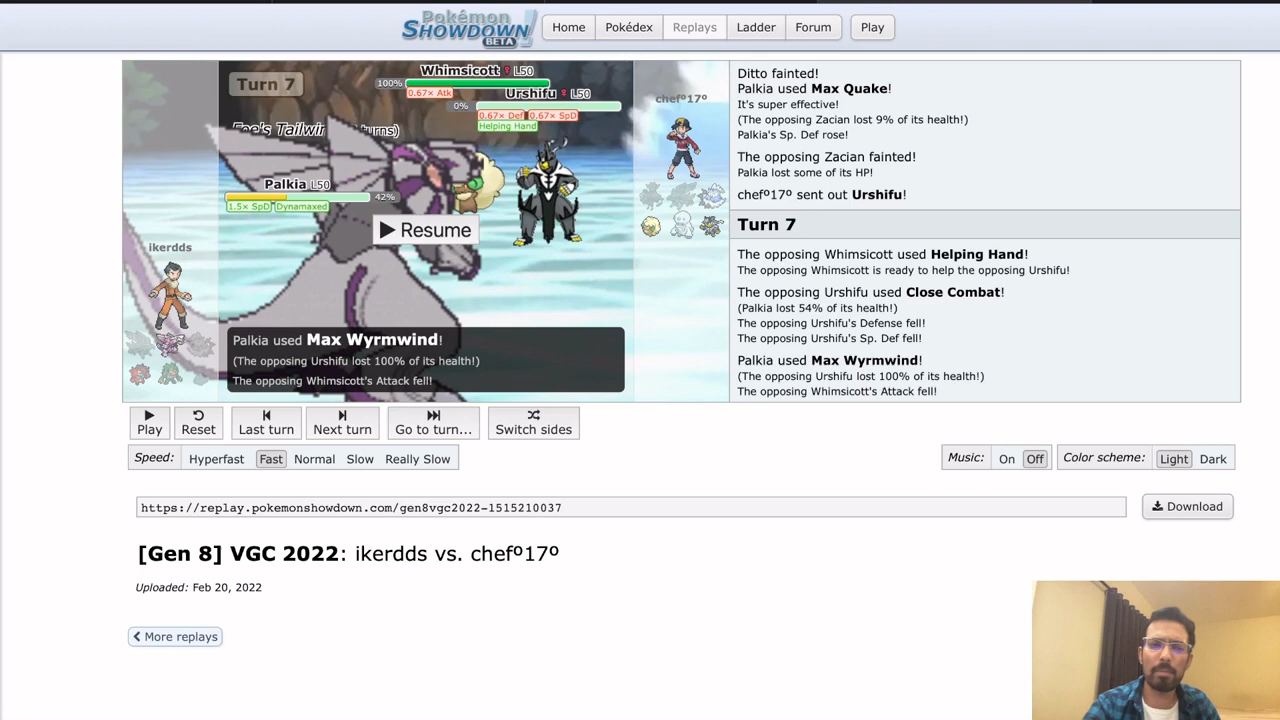 Pokémon
SHOWDOWN!
BETA
Home
Pokédex
Replays
Ladder
Forum
Play
Turn 7
Whimsicott ♀ L50
100%
0.67× Atk
Urshifu ♀ L50
0%
0.67× Def 0.67× SpD
Helping Hand
Foe's Tailwin turns)
Palkia L50
42%
1.5× SpD Dynamaxed
▶ Resume
ikerdds
chefº17º
Palkia used Max Wyrmwind!
(The opposing Urshifu lost 100% of its health!)
The opposing Whimsicott's Attack fell!
Ditto fainted!
Palkia used Max Quake!
It's super effective!
(The opposing Zacian lost 9% of its health!)
Palkia's Sp. Def rose!
The opposing Zacian fainted!
Palkia lost some of its HP!
chefº17º sent out Urshifu!
Turn 7
The opposing Whimsicott used Helping Hand!
The opposing Whimsicott is ready to help the opposing Urshifu!
The opposing Urshifu used Close Combat!
(Palkia lost 54% of its health!)
The opposing Urshifu's Defense fell!
The opposing Urshifu's Sp. Def fell!
Palkia used Max Wyrmwind!
(The opposing Urshifu lost 100% of its health!)
The opposing Whimsicott's Attack fell!
Play
Reset
Last turn
Next turn
Go to turn...
Switch sides
Speed: Hyperfast Fast Normal Slow Really Slow
Music: On Off
Color scheme: Light Dark
https://replay.pokemonshowdown.com/gen8vgc2022-1515210037
Download
[Gen 8] VGC 2022: ikerdds vs. chefº17º
Uploaded: Feb 20, 2022
More replays